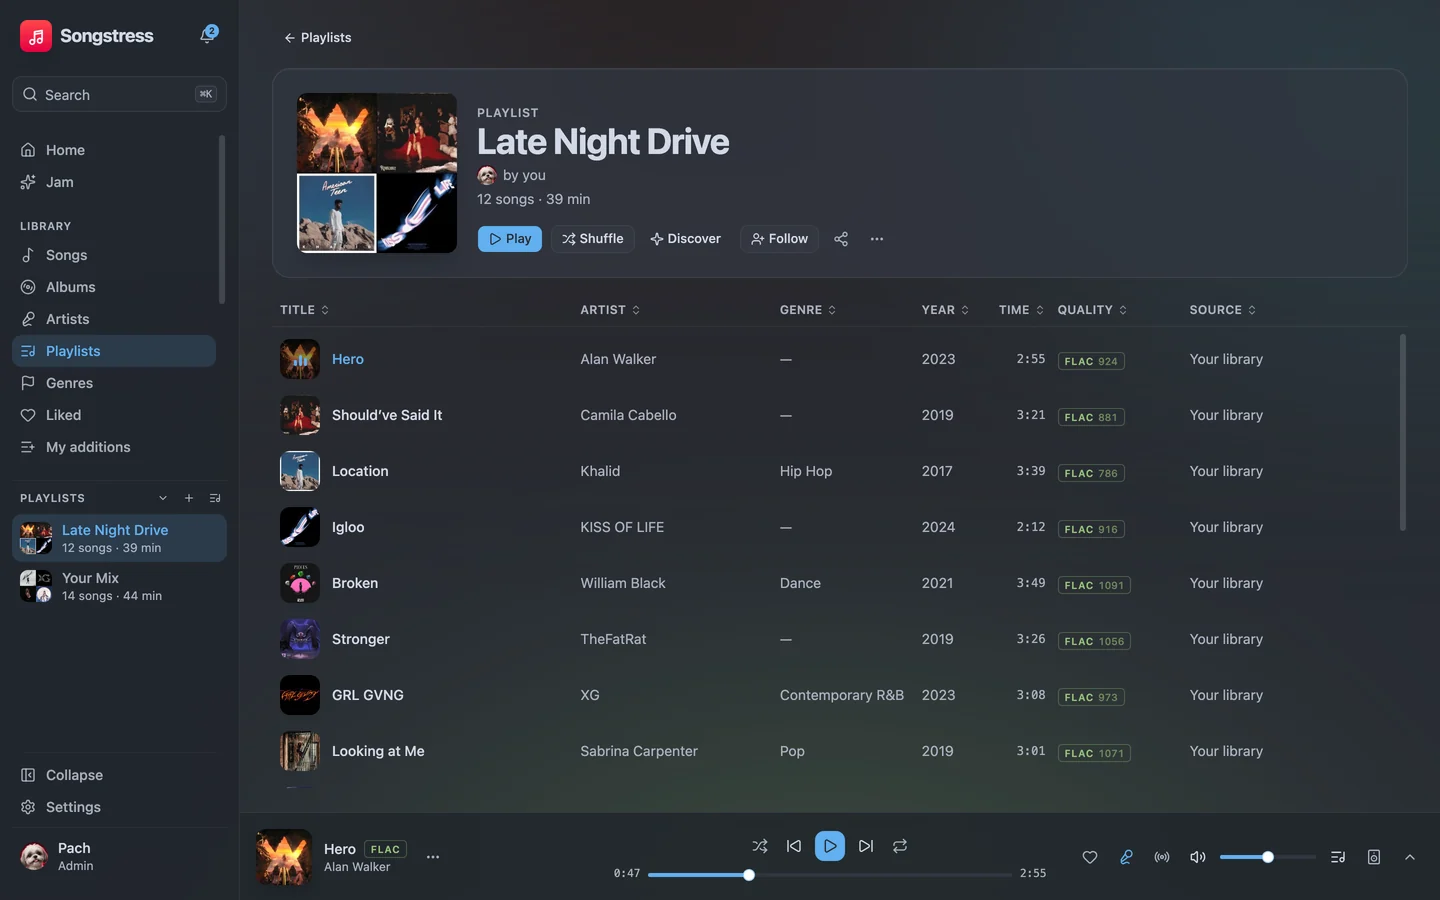 Songstress
2
Search
⌘K
Home
Jam
LIBRARY
Songs
Albums
Artists
Playlists
Genres
Liked
My additions
PLAYLISTS
Late Night Drive
12 songs · 39 min
Your Mix
14 songs · 44 min
Collapse
Settings
Pach
Admin
← Playlists
American
Teen
PLAYLIST
Late Night Drive
by you
12 songs · 39 min
Play
Shuffle
Discover
Follow
TITLE ARTIST GENRE YEAR TIME QUALITY SOURCE
Hero Alan Walker — 2023 2:55 FLAC 924 Your library
Should’ve Said It Camila Cabello — 2019 3:21 FLAC 881 Your library
Location Khalid Hip Hop 2017 3:39 FLAC 786 Your library
Igloo KISS OF LIFE — 2024 2:12 FLAC 916 Your library
Broken William Black Dance 2021 3:49 FLAC 1091 Your library
Stronger TheFatRat — 2019 3:26 FLAC 1056 Your library
GRL GVNG XG Contemporary R&B 2023 3:08 FLAC 973 Your library
Looking at Me Sabrina Carpenter Pop 2019 3:01 FLAC 1071 Your library
Hero FLAC
Alan Walker
0:47
2:55